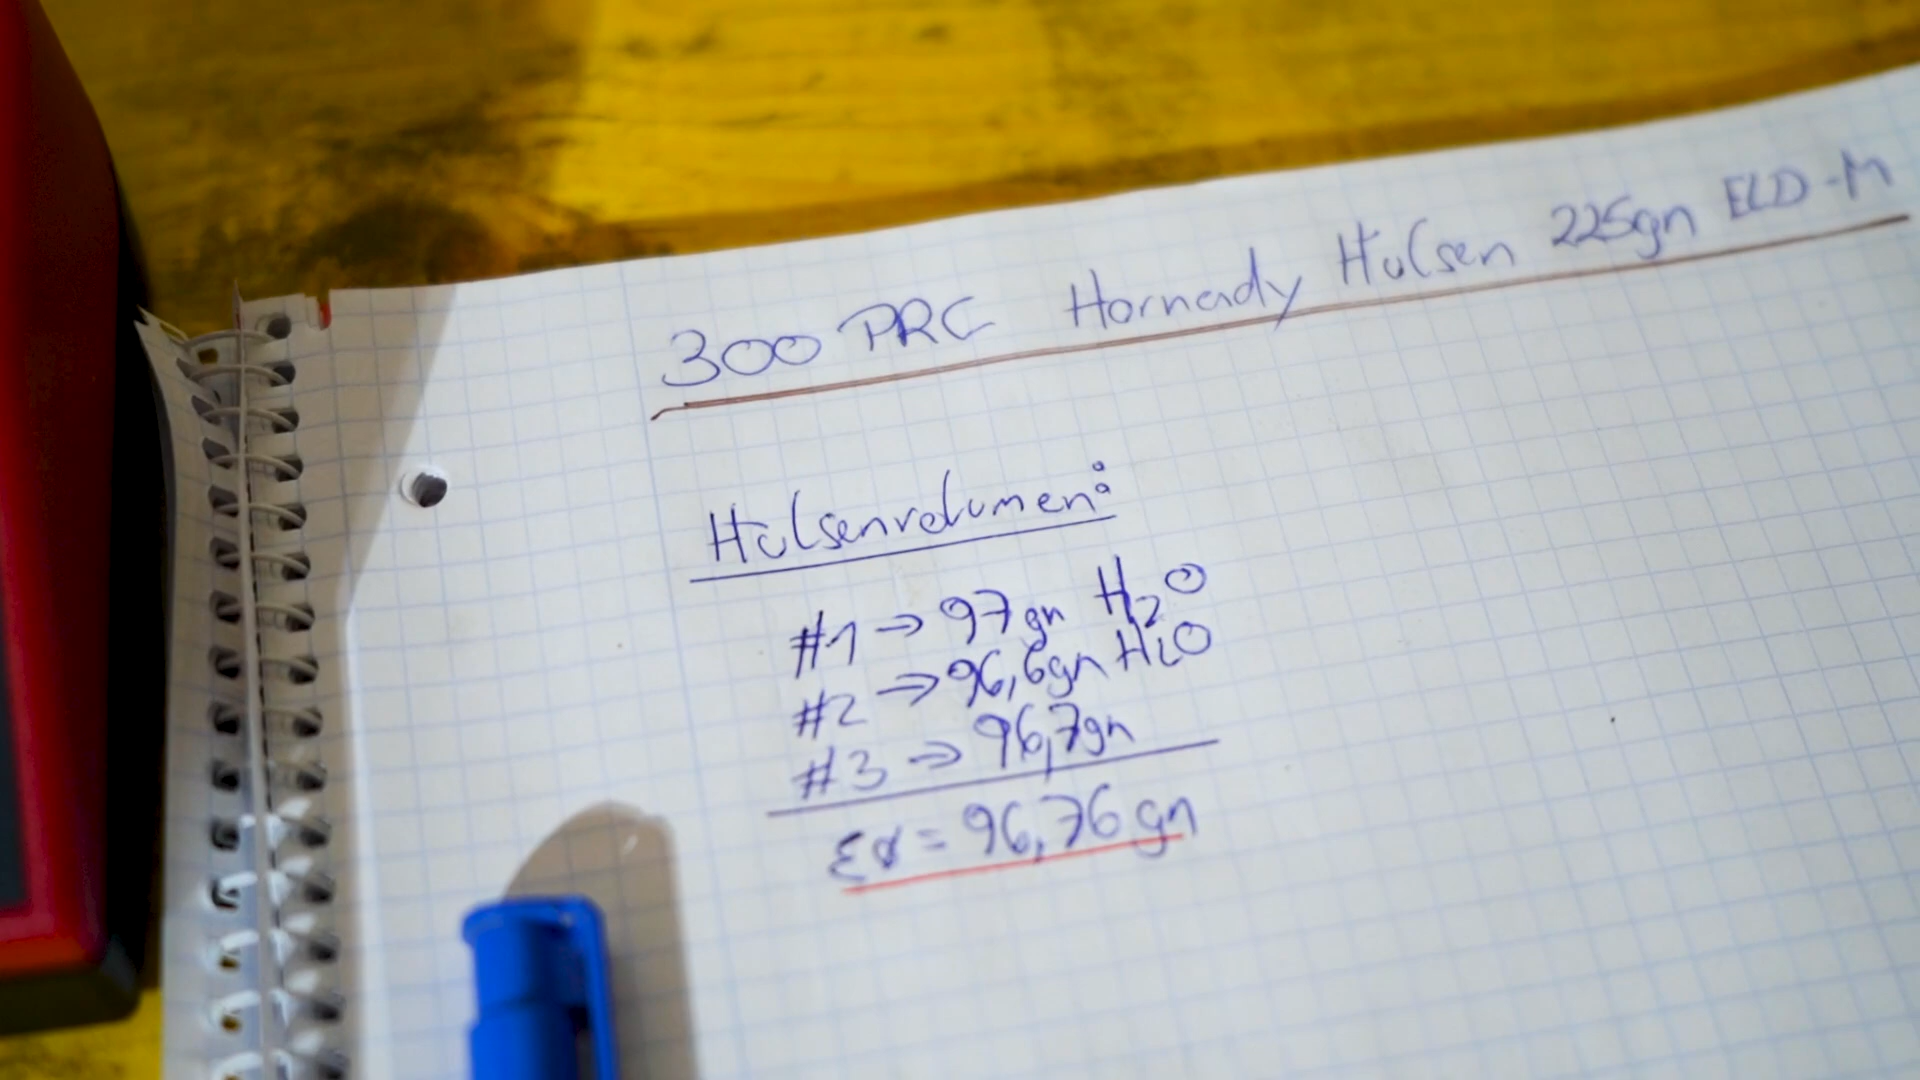 300 PRC Hornady Hülsen 225gn ELD-M
Hülsenvolumen:
#1 → 97gn H₂O
#2 → 96,6gn H₂O
#3 → 96,7gn
= 96,76gn